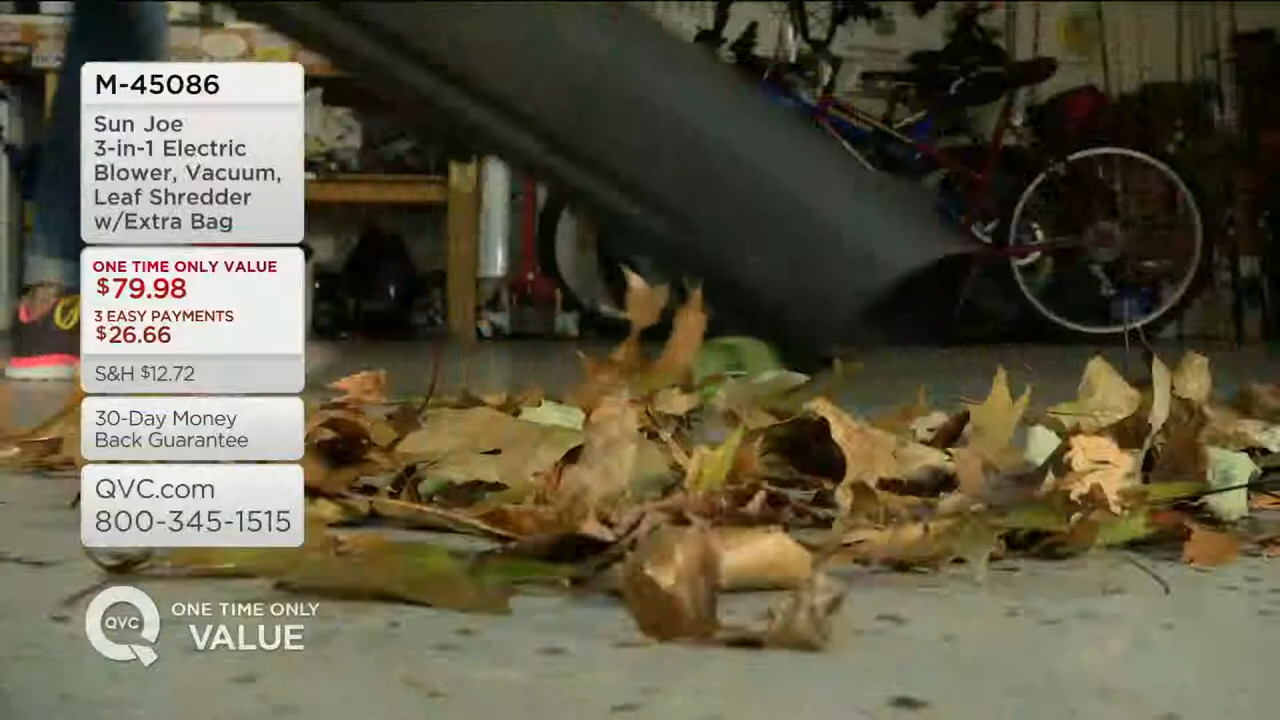 M-45086
Sun Joe
3-in-1 Electric
Blower, Vacuum,
Leaf Shredder
w/Extra Bag
ONE TIME ONLY VALUE
$79.98
3 EASY PAYMENTS
$26.66
S&H $12.72
30-Day Money
Back Guarantee
QVC.com
800-345-1515
QVC
ONE TIME ONLY
VALUE